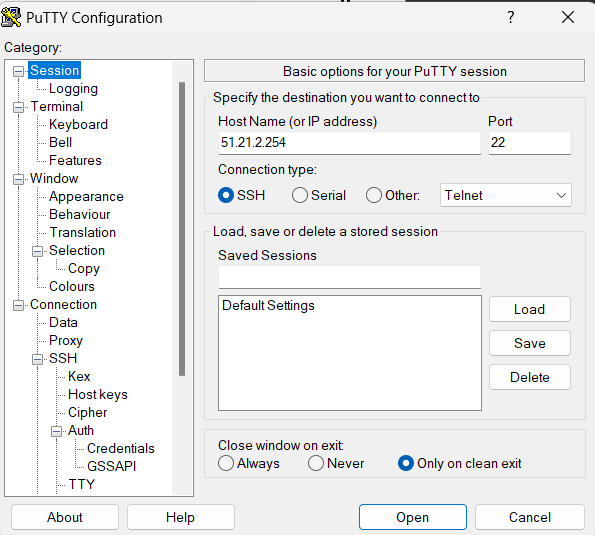 PuTTY Configuration
?
Category:
Session
Logging
Terminal
Keyboard
Bell
Features
Window
Appearance
Behaviour
Translation
Selection
Copy
Colours
Connection
Data
Proxy
SSH
Kex
Host keys
Cipher
Auth
Credentials
GSSAPI
TTY
Basic options for your PuTTY session
Specify the destination you want to connect to
Host Name (or IP address) Port
51.21.2.254 22
Connection type:
SSH Serial Other: Telnet
Load, save or delete a stored session
Saved Sessions
Default Settings
Load
Save
Delete
Close window on exit:
Always Never Only on clean exit
About Help Open Cancel